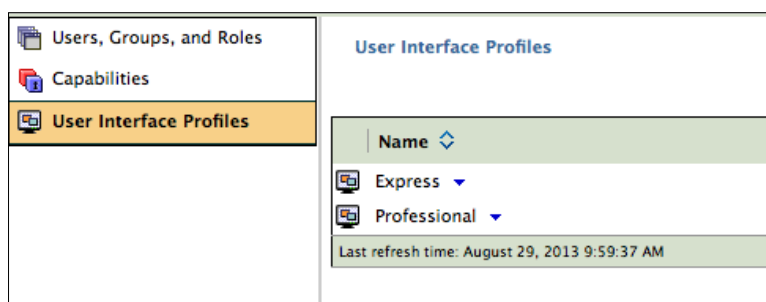 Users, Groups, and Roles
Capabilities
User Interface Profiles
User Interface Profiles
Name
Express
Professional
Last refresh time: August 29, 2013 9:59:37 AM